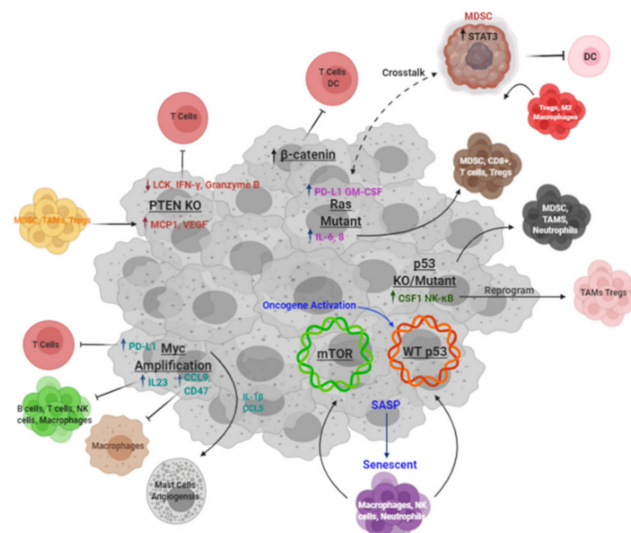 MDSC
STAT3
DC
T Cells
DC
Crosstalk
Tregs, M2
Macrophages
T Cells
β-catenin
MDSC, CD8+,
T cells, Tregs
LCK, IFN-γ, Granzyme B
PTEN KO
MCP1, VEGF
MDSC, TAMs, Tregs
PD-L1 GM-CSF
Ras
Mutant
IL-6, 8
MDSC,
TAMS,
Neutrophils
p53
KO/Mutant
CSF1 NK-κB
Reprogram
TAMs Tregs
Oncogene Activation
mTOR
WT p53
T Cells
PD-L1
Myc
Amplification
IL23
CCL9
CD47
IL-1β
CCL5
B cells, T cells, NK
cells, Macrophages
Macrophages
Mast Cells
Angiogensis
SASP
Senescent
Macrophages, NK
cells, Neutrophils